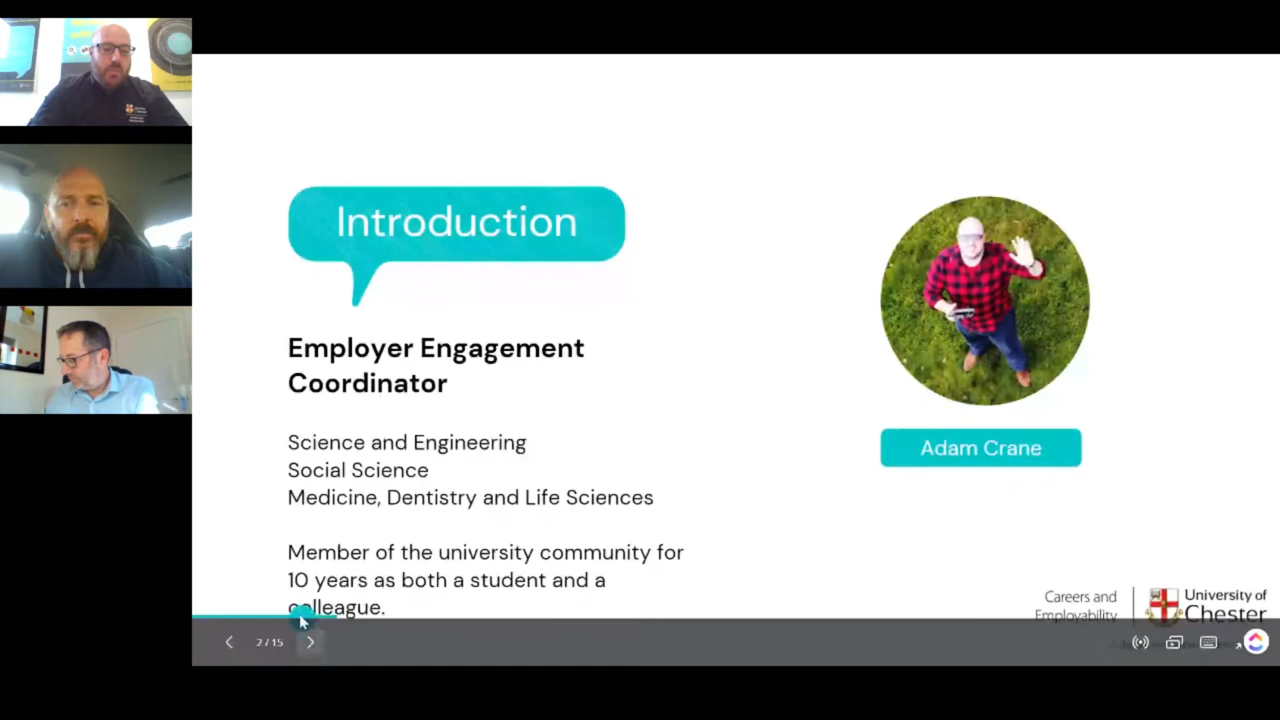 Introduction
Employer Engagement
Coordinator
Science and Engineering
Social Science
Medicine, Dentistry and Life Sciences
Member of the university community for
10 years as both a student and a
colleague.
Adam Crane
Careers and
Employability
University of
Chester
2 / 15